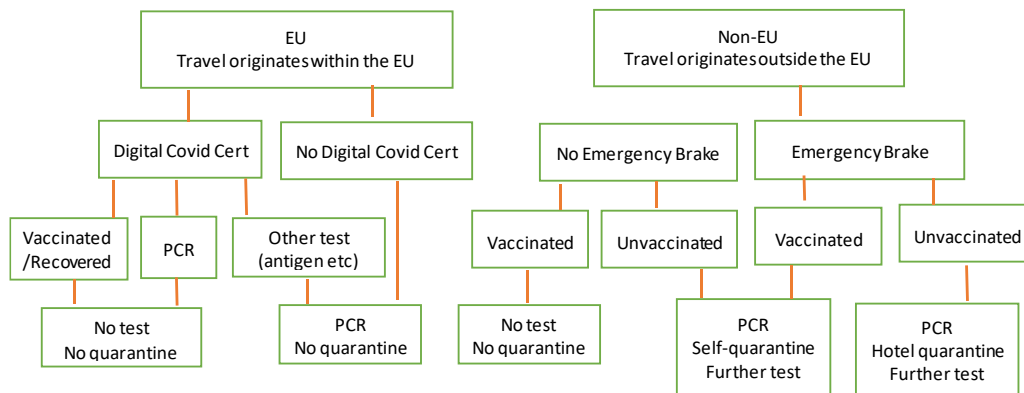 EU
Travel originates within the EU
Non-EU
Travel originates outside the EU
Digital Covid Cert
No Digital Covid Cert
No Emergency Brake
Emergency Brake
Vaccinated
/Recovered
PCR
Other test
(antigen etc)
Vaccinated
Unvaccinated
Vaccinated
Unvaccinated
No test
No quarantine
PCR
No quarantine
No test
No quarantine
PCR
Self-quarantine
Further test
PCR
Hotel quarantine
Further test